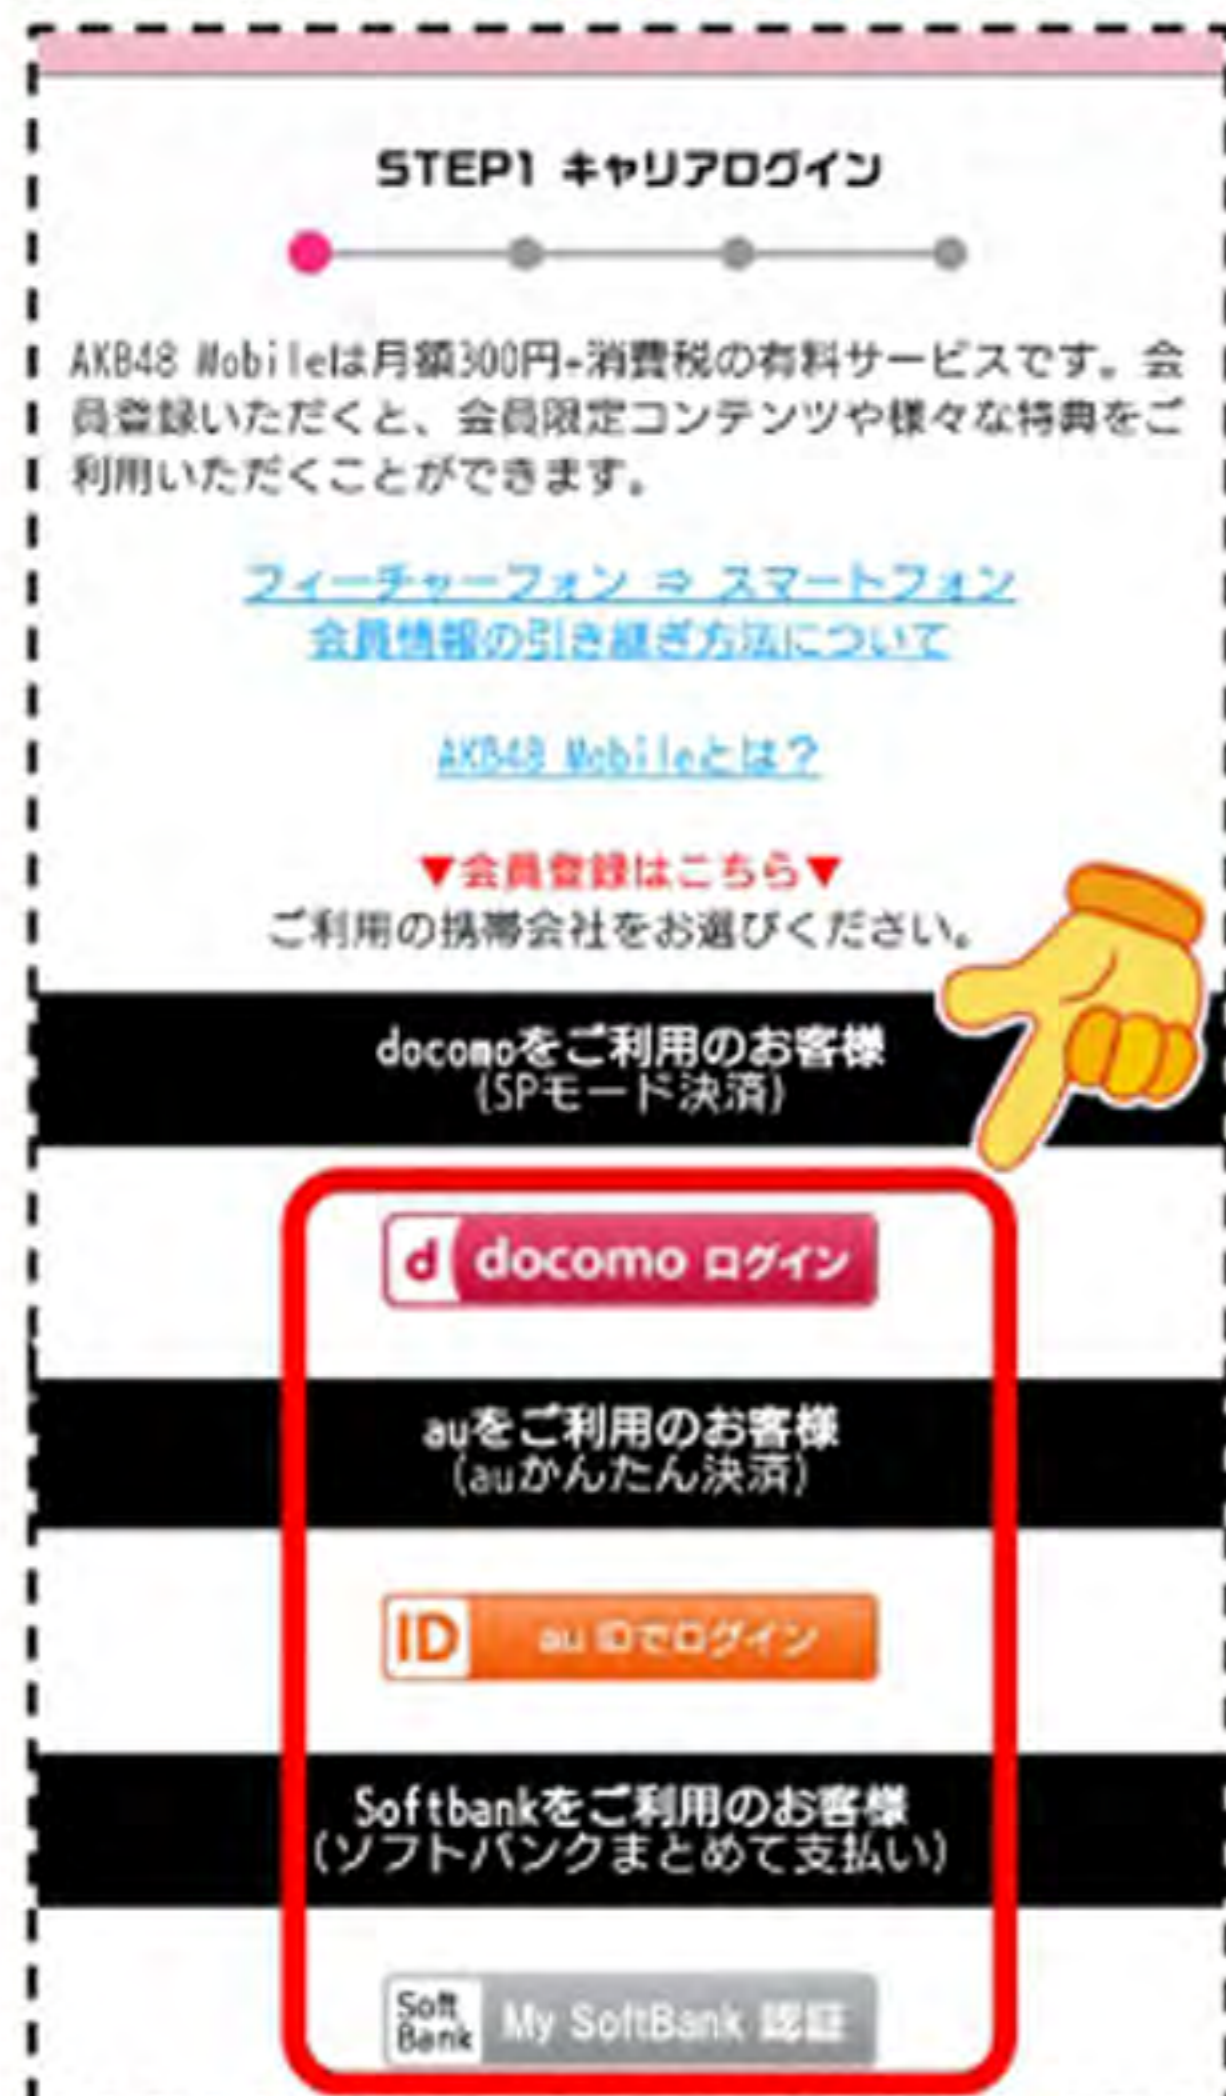 STEP1 キャリアログイン
AKB48 Mobileは月額300円+消費税の有料サービスです。会
員登録いただくと、会員限定コンテンツや様々な特典をご
利用いただくことができます。
フィーチャーフォン ⇒ スマートフォン
会員情報の引き継ぎ方法について
AKB48 Mobileとは？
▼会員登録はこちら▼
ご利用の携帯会社をお選びください。
docomoをご利用のお客様
(SPモード決済)
d docomo ログイン
auをご利用のお客様
(auかんたん決済)
ID au IDでログイン
Softbankをご利用のお客様
(ソフトバンクまとめて支払い)
Soft
Bank My SoftBank 認証